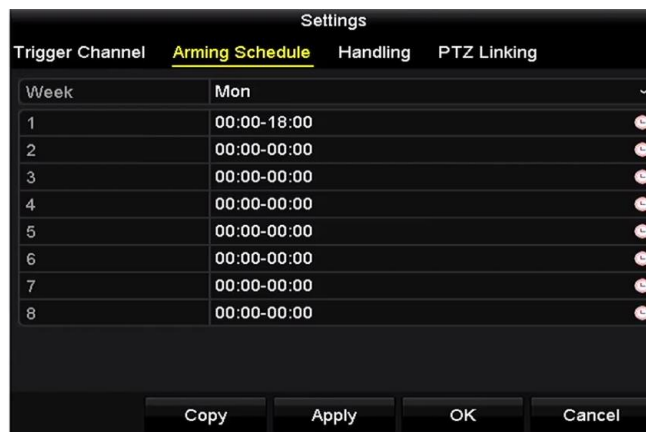 Settings
Trigger Channel Arming Schedule Handling PTZ Linking
Week Mon
1 00:00-18:00
2 00:00-00:00
3 00:00-00:00
4 00:00-00:00
5 00:00-00:00
6 00:00-00:00
7 00:00-00:00
8 00:00-00:00
Copy Apply OK Cancel